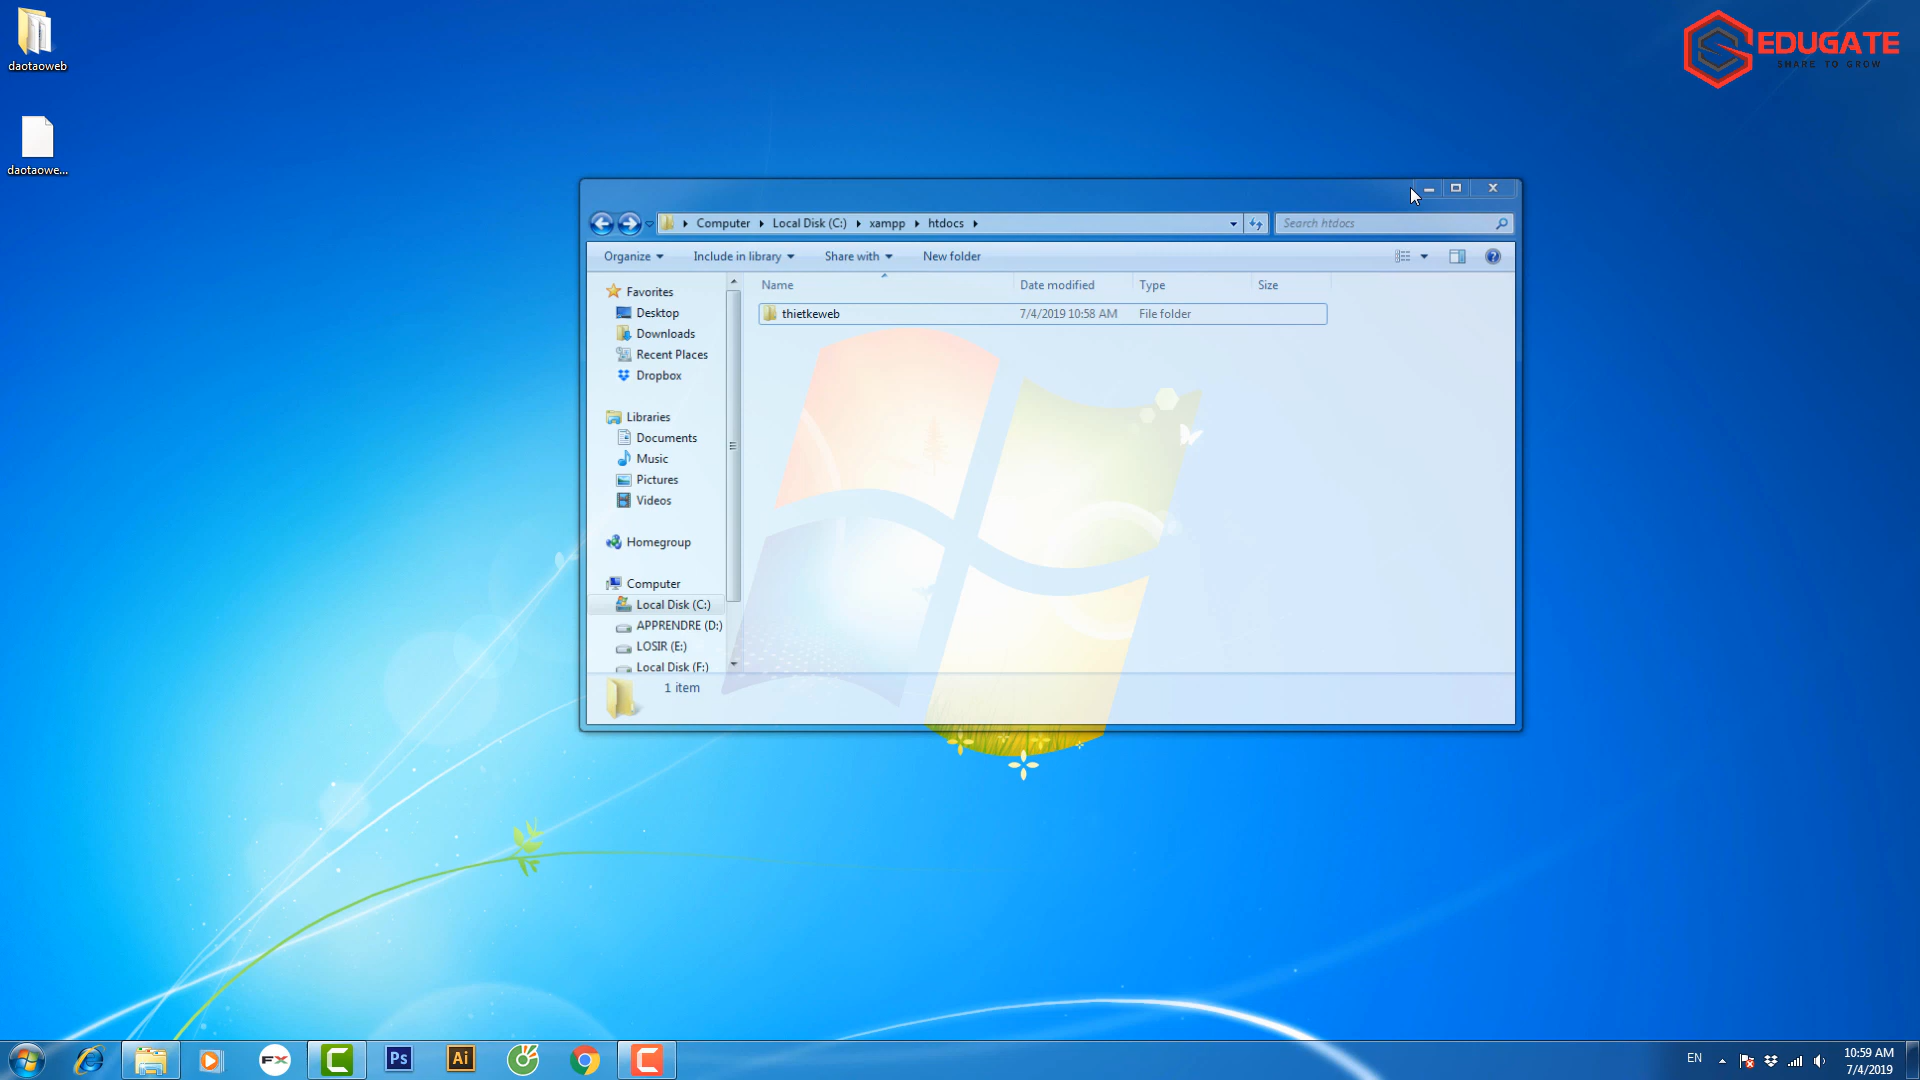 daotaoweb
daotaowe...
EDUGATE
SHARE TO GROW
Computer
Local Disk (C:)
xampp
htdocs
Search htdocs
Organize
Include in library
Share with
New folder
Name
Date modified
Type
Size
thietkeweb
7/4/2019 10:58 AM
File folder
Favorites
Desktop
Downloads
Recent Places
Dropbox
Libraries
Documents
Music
Pictures
Videos
Homegroup
Computer
Local Disk (C:)
APPRENDRE (D:)
LOSIR (E:)
Local Disk (F:)
1 item
FX
Ps
Ai
EN
10:59 AM
7/4/2019